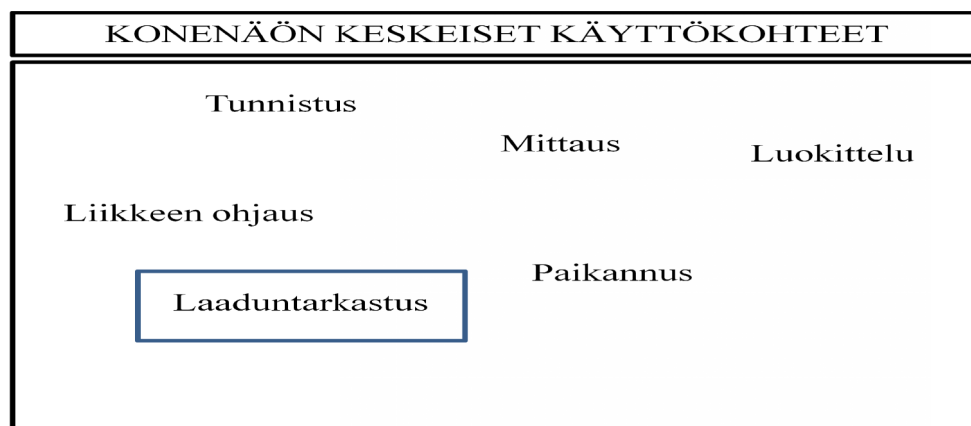 KONENÄÖN KESKEISET KÄYTTÖKOHTEET
Tunnistus
Mittaus
Luokittelu
Liikkeen ohjaus
Paikannus
Laaduntarkastus